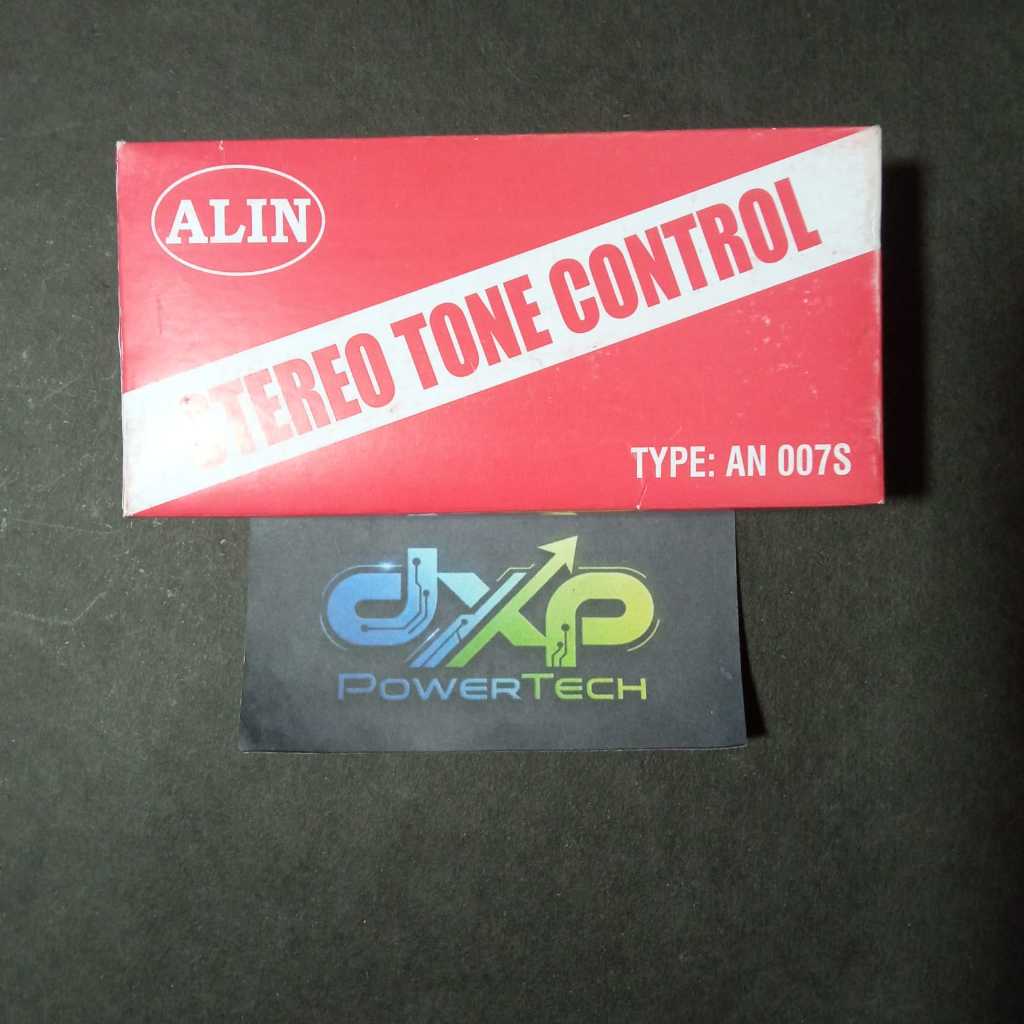 ALIN
STEREO TONE CONTROL
TYPE: AN 007S
dxp
POWERTECH